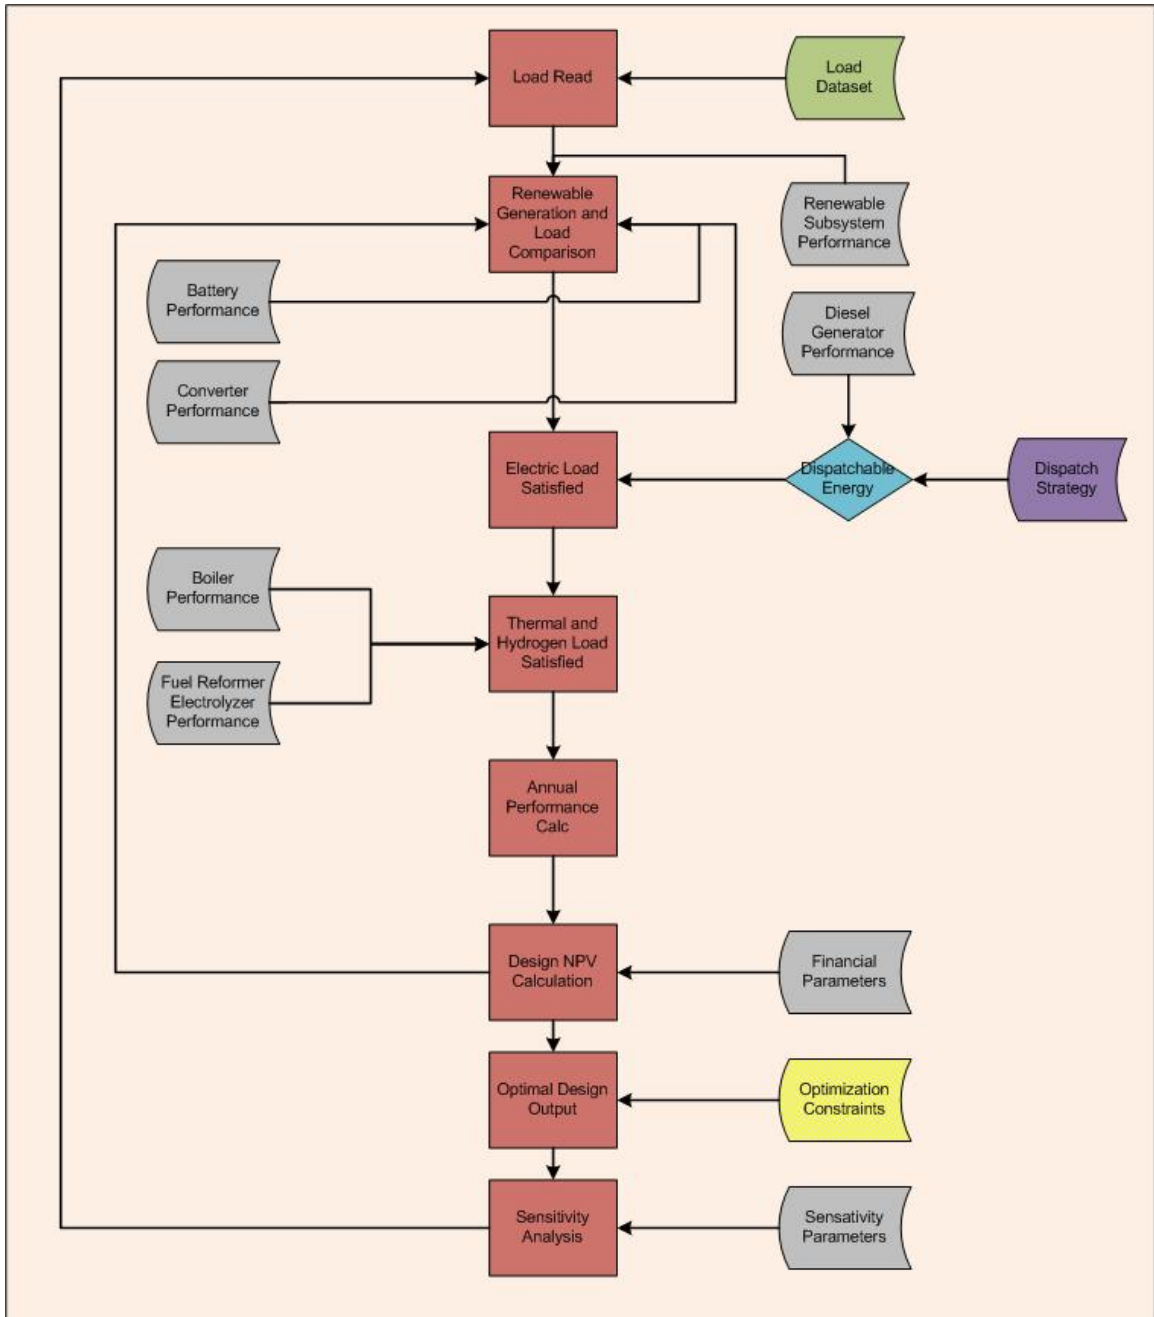 Load Read
Load
Dataset
Renewable
Generation and
Load
Comparison
Renewable
Subsystem
Performance
Battery
Performance
Diesel
Generator
Performance
Converter
Performance
Electric Load
Satisfied
Dispatchable
Energy
Dispatch
Strategy
Boiler
Performance
Thermal and
Hydrogen Load
Satisfied
Fuel Reformer
Electrolyzer
Performance
Annual
Performance
Calc
Design NPV
Calculation
Financial
Parameters
Optimal Design
Output
Optimization
Constraints
Sensitivity
Analysis
Sensativity
Parameters